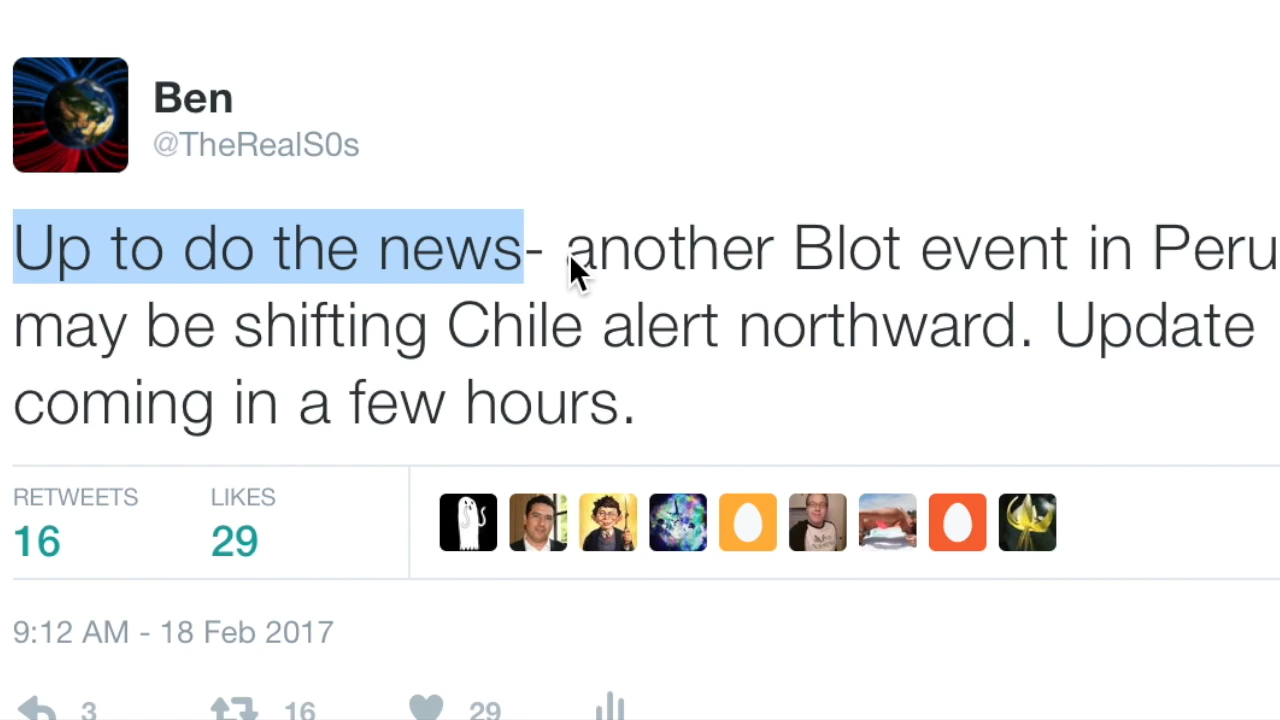 Ben
@TheRealS0s
Up to do the news- another Blot event in Peru
may be shifting Chile alert northward. Update
coming in a few hours.
RETWEETS LIKES
16 29
9:12 AM - 18 Feb 2017
3 16 29